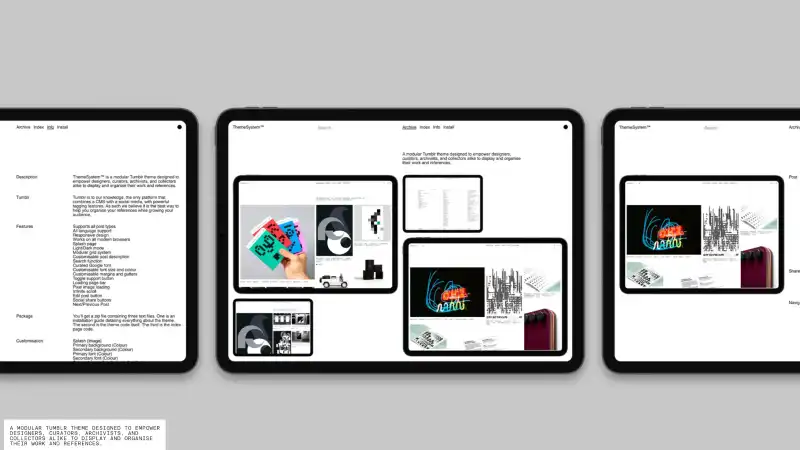 Archive Index Info Install
Description
ThemeSystem™ is a modular Tumblr theme designed to
empower designers, curators, archivists, and collectors
alike to display and organise their work and references.
Tumblr
Tumblr is to our knowledge, the only platform that
combines a CMS with a social media, with powerful
tagging features. As such we believe it is the best way to
help you organise your references while growing your
audience.
Features
Supports all post types
All-language support
Responsive design
Works on all modern browsers
Splash page
Light/Dark mode
Modular grid system
Customisable post description
Search function
Curated Google font
Customisable font size and colour
Customisable margins and gutters
Toggle support button
Loading page bar
Pixel image loading
Infinite scroll
Edit post button
Social share buttons
Next/Previous Post
Package
You'll get a zip file containing three text files. One is an
installation guide detailing everything about the theme.
The second is the theme code itself. The third is the index
page code.
Customisation
Splash (Image)
Primary background (Colour)
Secondary background (Colour)
Primary font (Colour)
Secondary font (Colour)
ThemeSystem™
Search
Archive Index Info Install
A modular Tumblr theme designed to empower designers,
curators, archivists, and collectors alike to display and organise
their work and references.
ThemeSystem™
Search
Post
Share
A MODULAR TUMBLR THEME DESIGNED TO EMPOWER
DESIGNERS, CURATORS, ARCHIVISTS, AND
COLLECTORS ALIKE TO DISPLAY AND ORGANISE
THEIR WORK AND REFERENCES.